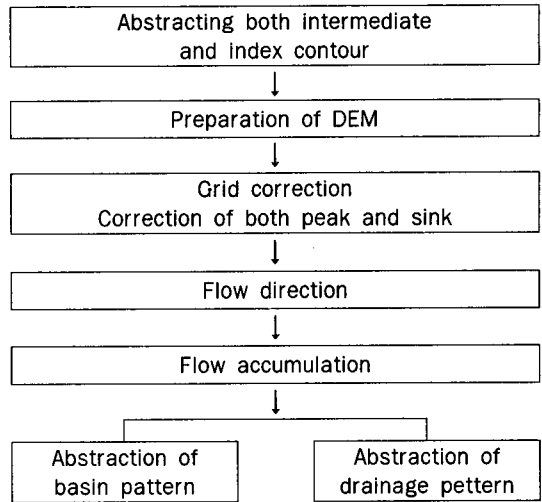 Abstracting both intermediate
and index contour
Preparation of DEM
Grid correction
Correction of both peak and sink
Flow direction
Flow accumulation
Abstraction of
basin pattern
Abstraction of
drainage pettern